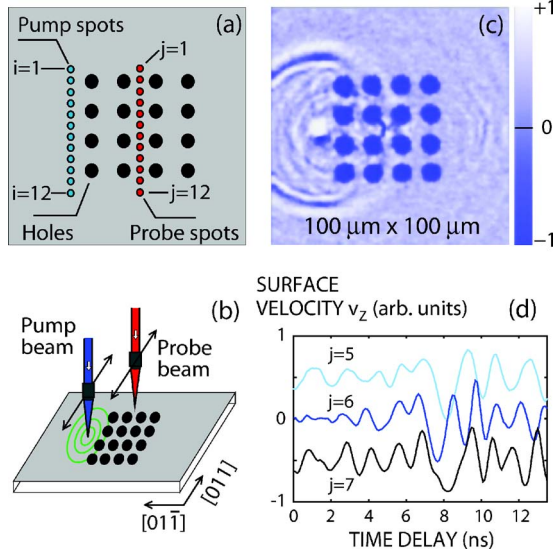 (a)
Pump spots
i=1
j=1
i=12
j=12
Holes
Probe spots
(c)
100 μm x 100 μm
+1
0
-1
(b)
Pump
beam
Probe
beam
[011]
[011̄]
SURFACE
VELOCITY v_z (arb. units)
(d)
1
0
-1
j=5
j=6
j=7
0 2 4 6 8 10 12
TIME DELAY (ns)